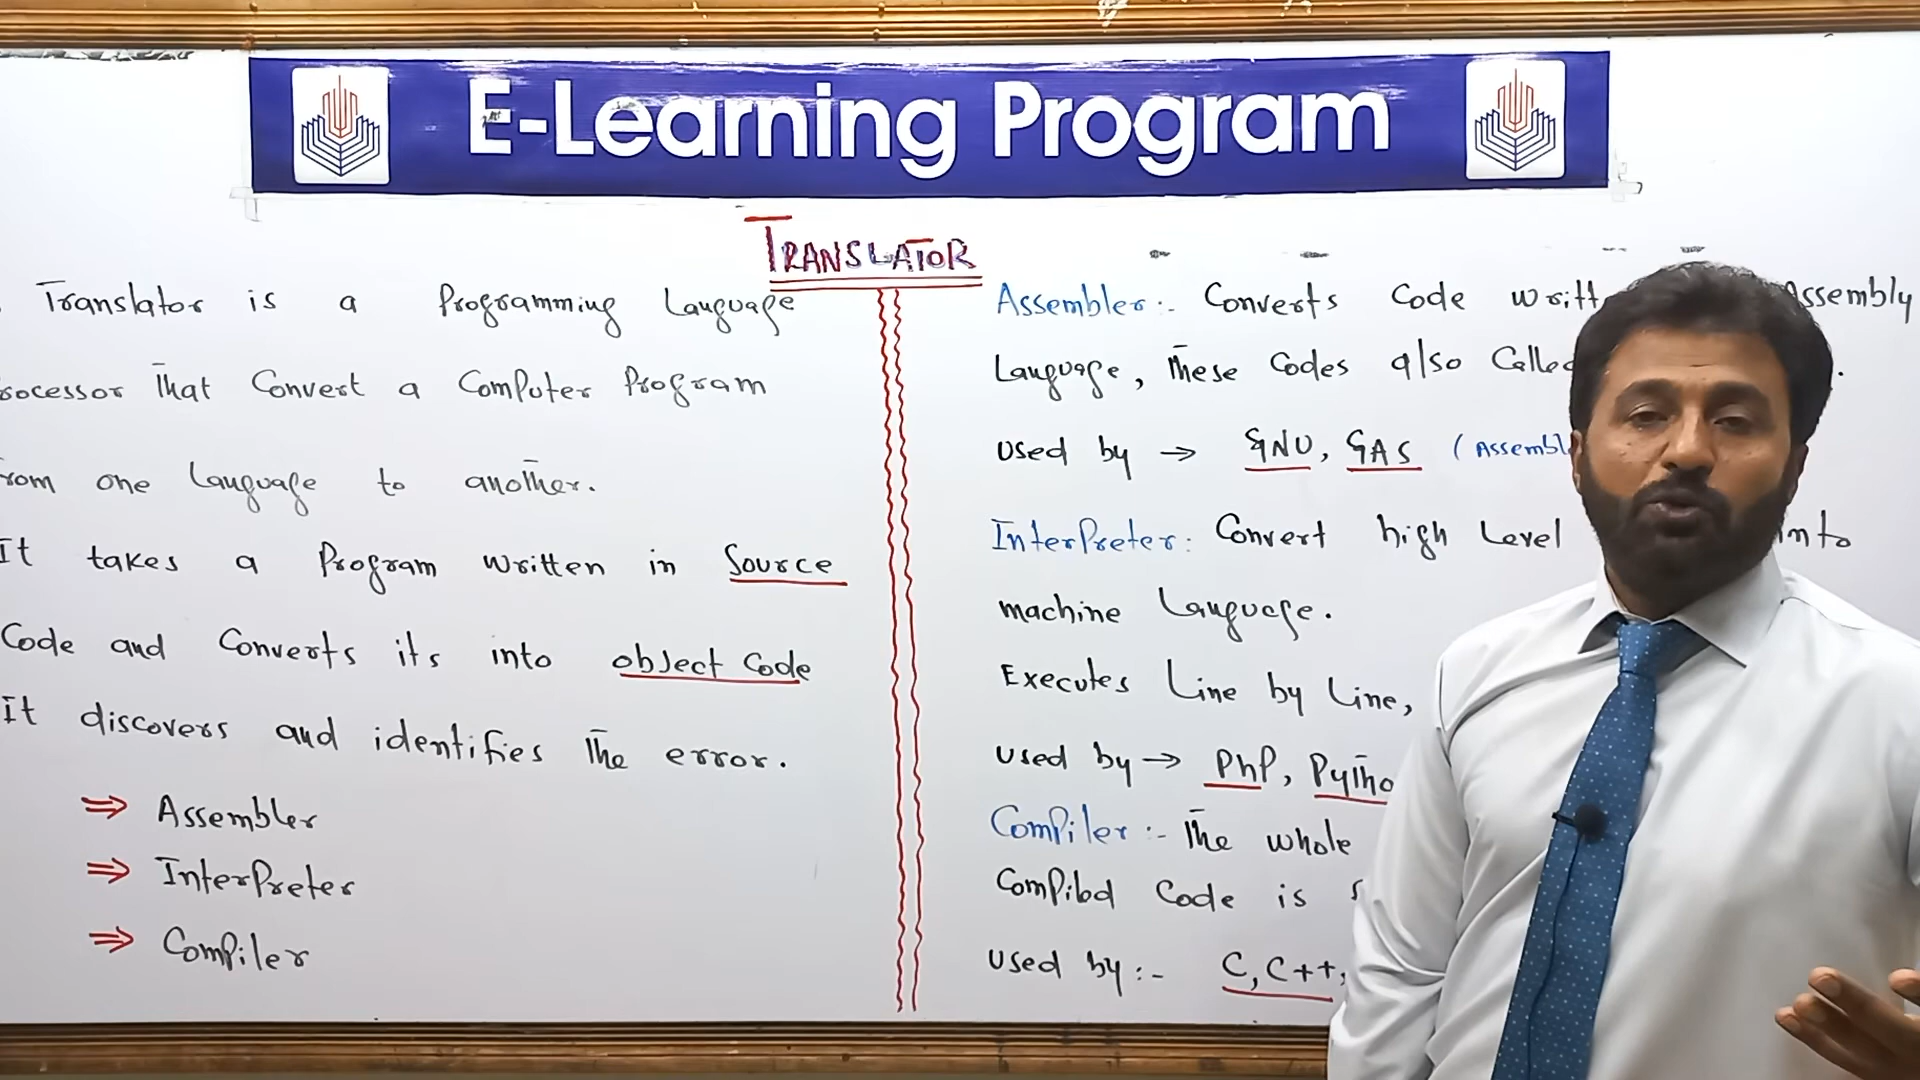 E-Learning Program
TRANSLATOR
Translator is a Programming Language
rocessor That Convert a Computer Program
rom one Language to another.
It takes a Program written in Source
Code and Converts its into object Code
It discovers and identifies The error.
⇒ Assembler
⇒ Interpreter
⇒ Compiler
Assembler:- Converts Code writt Assembly
Language, These Codes also Called
Used by → GNU, GAS (Assembl
Interpreter: Convert high Level into
machine Language.
Executes Line by Line,
Used by → PhP, Pytho
Compiler:- The whole
Compiled Code is
Used by:- C, C++,